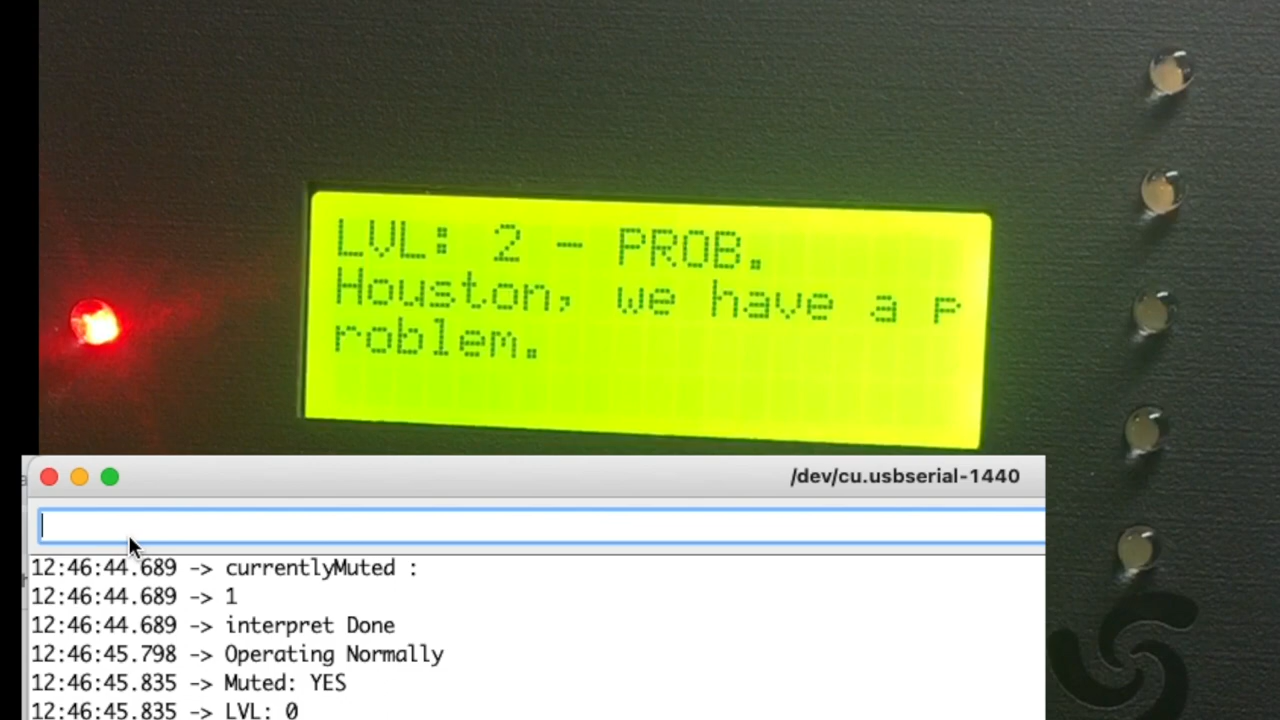 LVL: 2 - PROB.
Houston, we have a p
roblem.
/dev/cu.usbserial-1440
12:46:44.689 -> currentlyMuted :
12:46:44.689 -> 1
12:46:44.689 -> interpret Done
12:46:45.798 -> Operating Normally
12:46:45.835 -> Muted: YES
12:46:45.835 -> LVL: 0